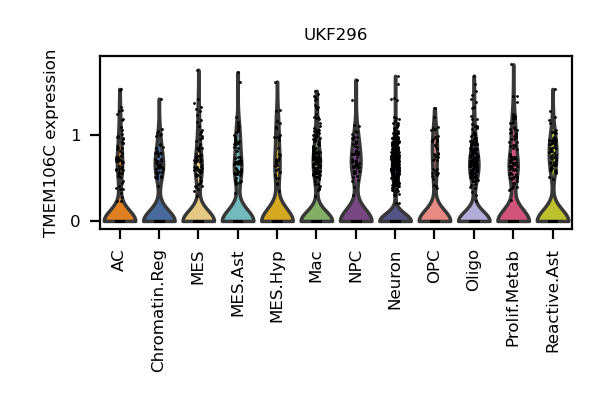 UKF296
TMEM106C expression
1
0
AC
Chromatin.Reg
MES
MES.Ast
MES.Hyp
Mac
NPC
Neuron
OPC
Oligo
Prolif.Metab
Reactive.Ast